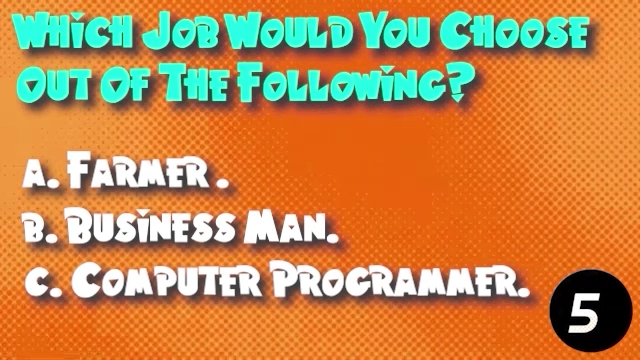 Which Job Would You Choose
Out Of The Following?
a. Farmer .
b. Business Man.
c. Computer Programmer.
5